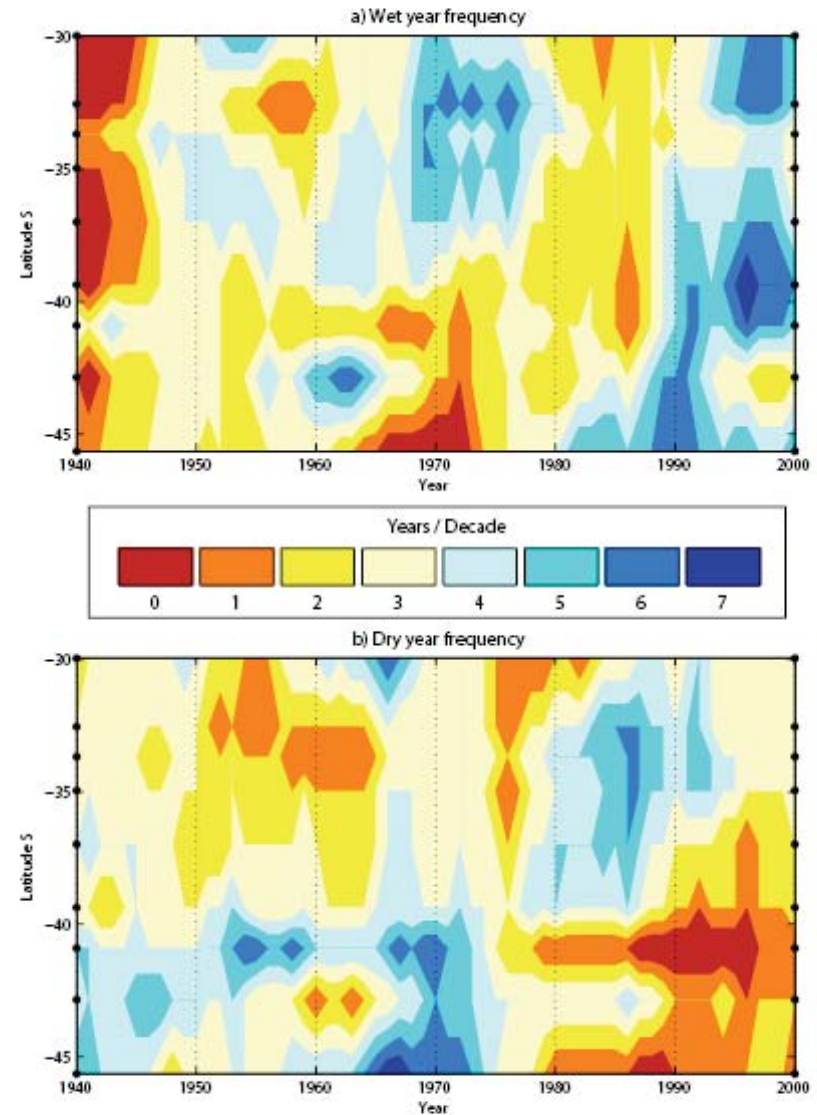 a) Wet year frequency
−30
−35
−40
−45
Latitude S
1940 1950 1960 1970 1980 1990 2000
Year
Years / Decade
0 1 2 3 4 5 6 7
b) Dry year frequency
−30
−35
−40
−45
Latitude S
1940 1950 1960 1970 1980 1990 2000
Year